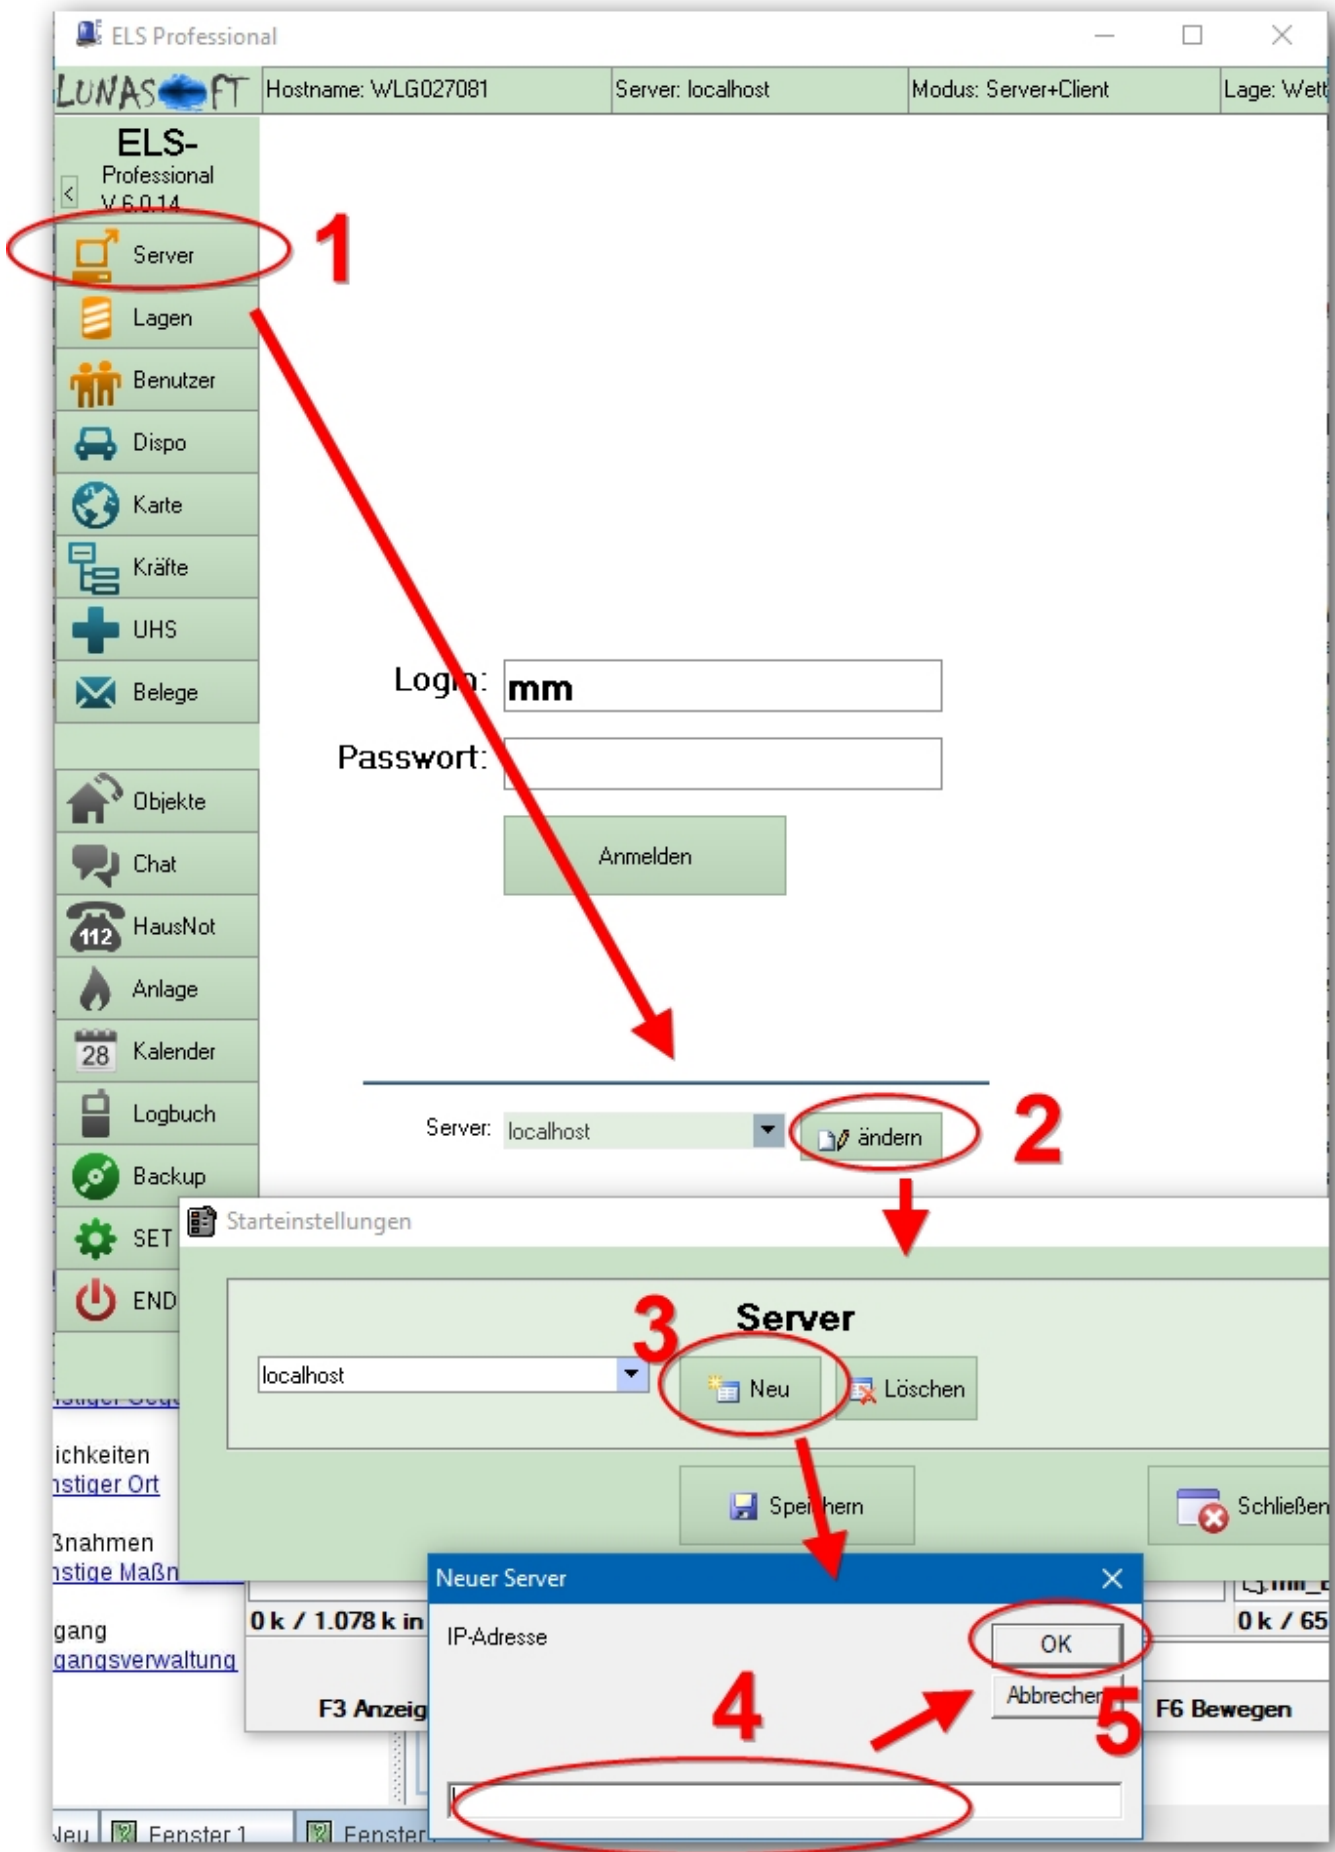 ELS Professional
LUNASOFT
Hostname: WLG027081
Server: localhost
Modus: Server+Client
Lage: Wett
ELS-
Professional
<
V 6.0.14
Server
1
Lagen
Benutzer
Dispo
Karte
Kräfte
UHS
Belege
Login:
mm
Passwort:
Anmelden
Objekte
Chat
112
HausNot
Anlage
28
Kalender
Logbuch
Backup
SET
END
Server:
localhost
ändern
2
Starteinstellungen
3
Server
localhost
Neu
Löschen
Speichern
Schließen
ichkeiten
nstiger Ort
ßnahmen
nstige Maßn
gang
gangsverwaltung
0 k / 1.078 k in
0 k / 65
F3 Anzeig
F6 Bewegen
Neuer Server
IP-Adresse
OK
Abbrechen
4
5
Neu
Fenster 1
Fenster